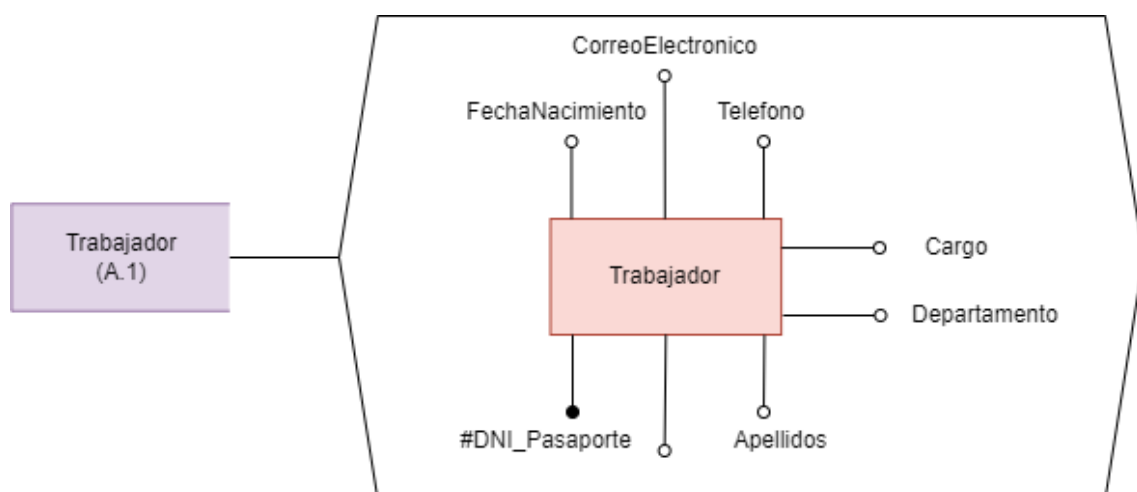 CorreoElectronico
FechaNacimiento
Telefono
Trabajador
(A.1)
Trabajador
Cargo
Departamento
#DNI_Pasaporte
Apellidos